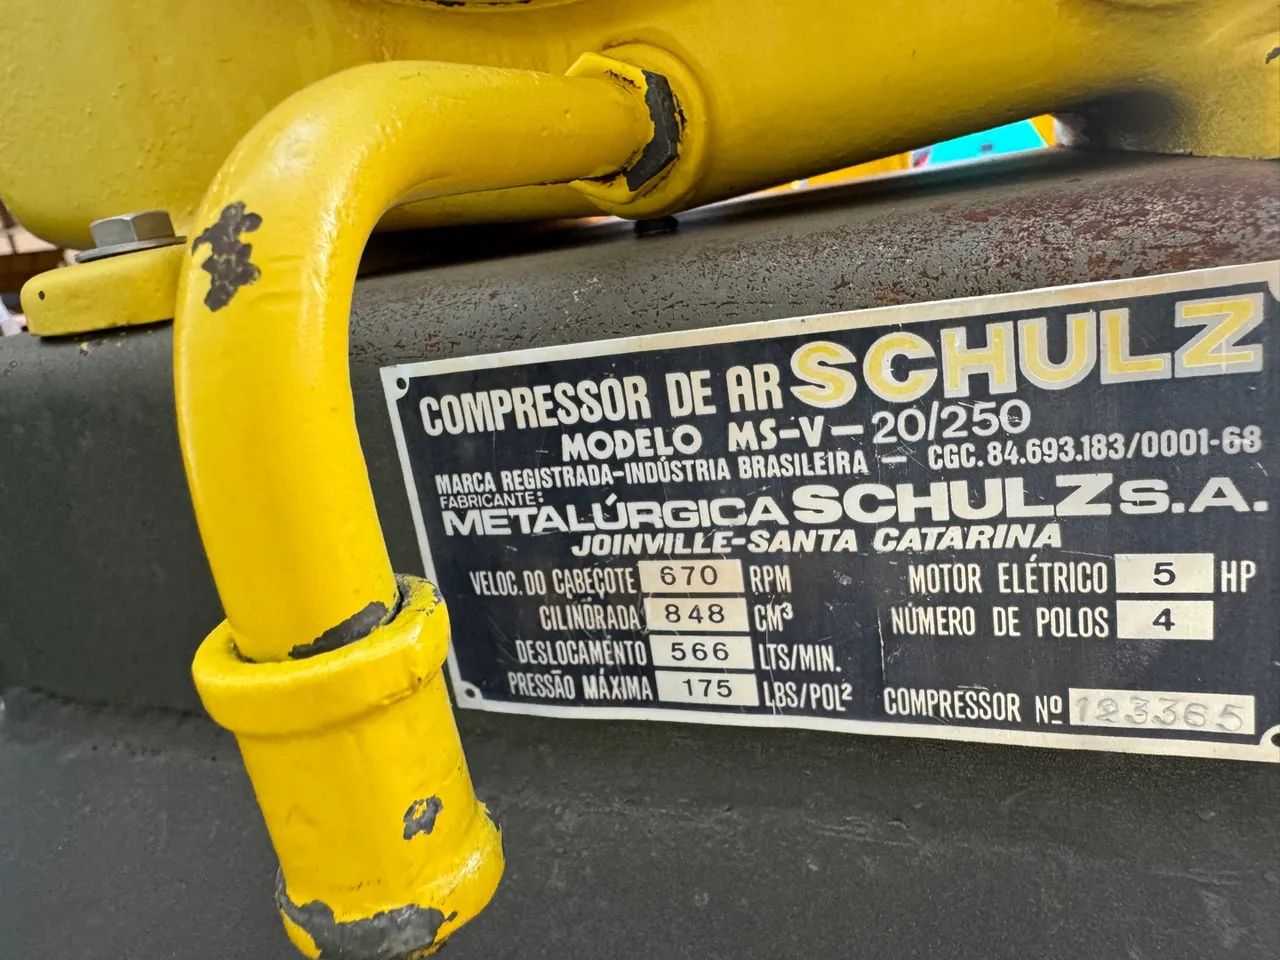 COMPRESSOR DE AR SCHULZ
MODELO MS-V-20/250
MARCA REGISTRADA-INDÚSTRIA BRASILEIRA - CGC. 84.693.183/0001-68
FABRICANTE:
METALÚRGICA SCHULZ S.A.
JOINVILLE-SANTA CATARINA
VELOC. DO CABEÇOTE 670 RPM MOTOR ELÉTRICO 5 HP
CILINDRADA 848 CM³ NÚMERO DE POLOS 4
DESLOCAMENTO 566 LTS/MIN.
PRESSÃO MÁXIMA 175 LBS/POL² COMPRESSOR Nº 123365